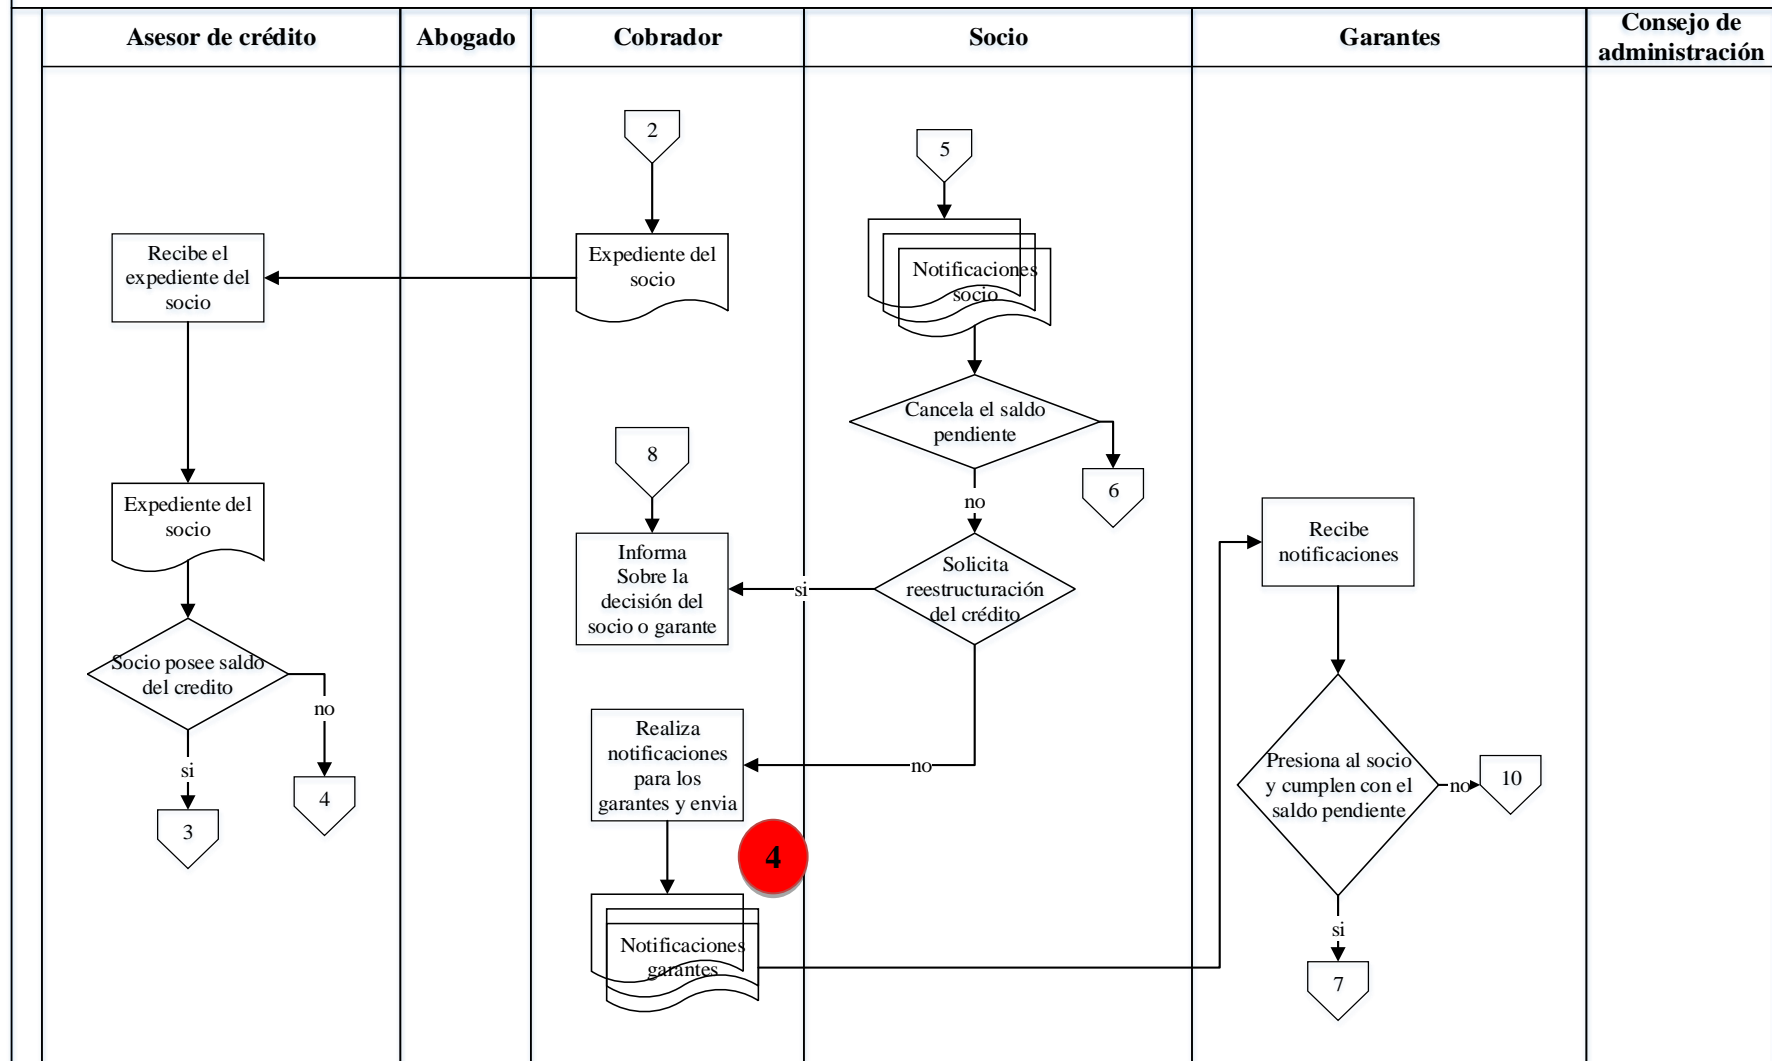 Asesor de crédito
Abogado
Cobrador
Socio
Garantes
Consejo de
administración
2
5
Recibe el
expediente del
socio
Expediente del
socio
Notificaciones
socio
Cancela el saldo
pendiente
8
6
no
Expediente del
socio
Informa
Sobre la
decisión del
socio o garante
si
Solicita
reestructuración
del crédito
Recibe
notificaciones
Socio posee saldo
del credito
no
si
4
3
Realiza
notificaciones
para los
garantes y envia
no
4
Notificaciones
garantes
Presiona al socio
y cumplen con el
saldo pendiente
no
10
si
7